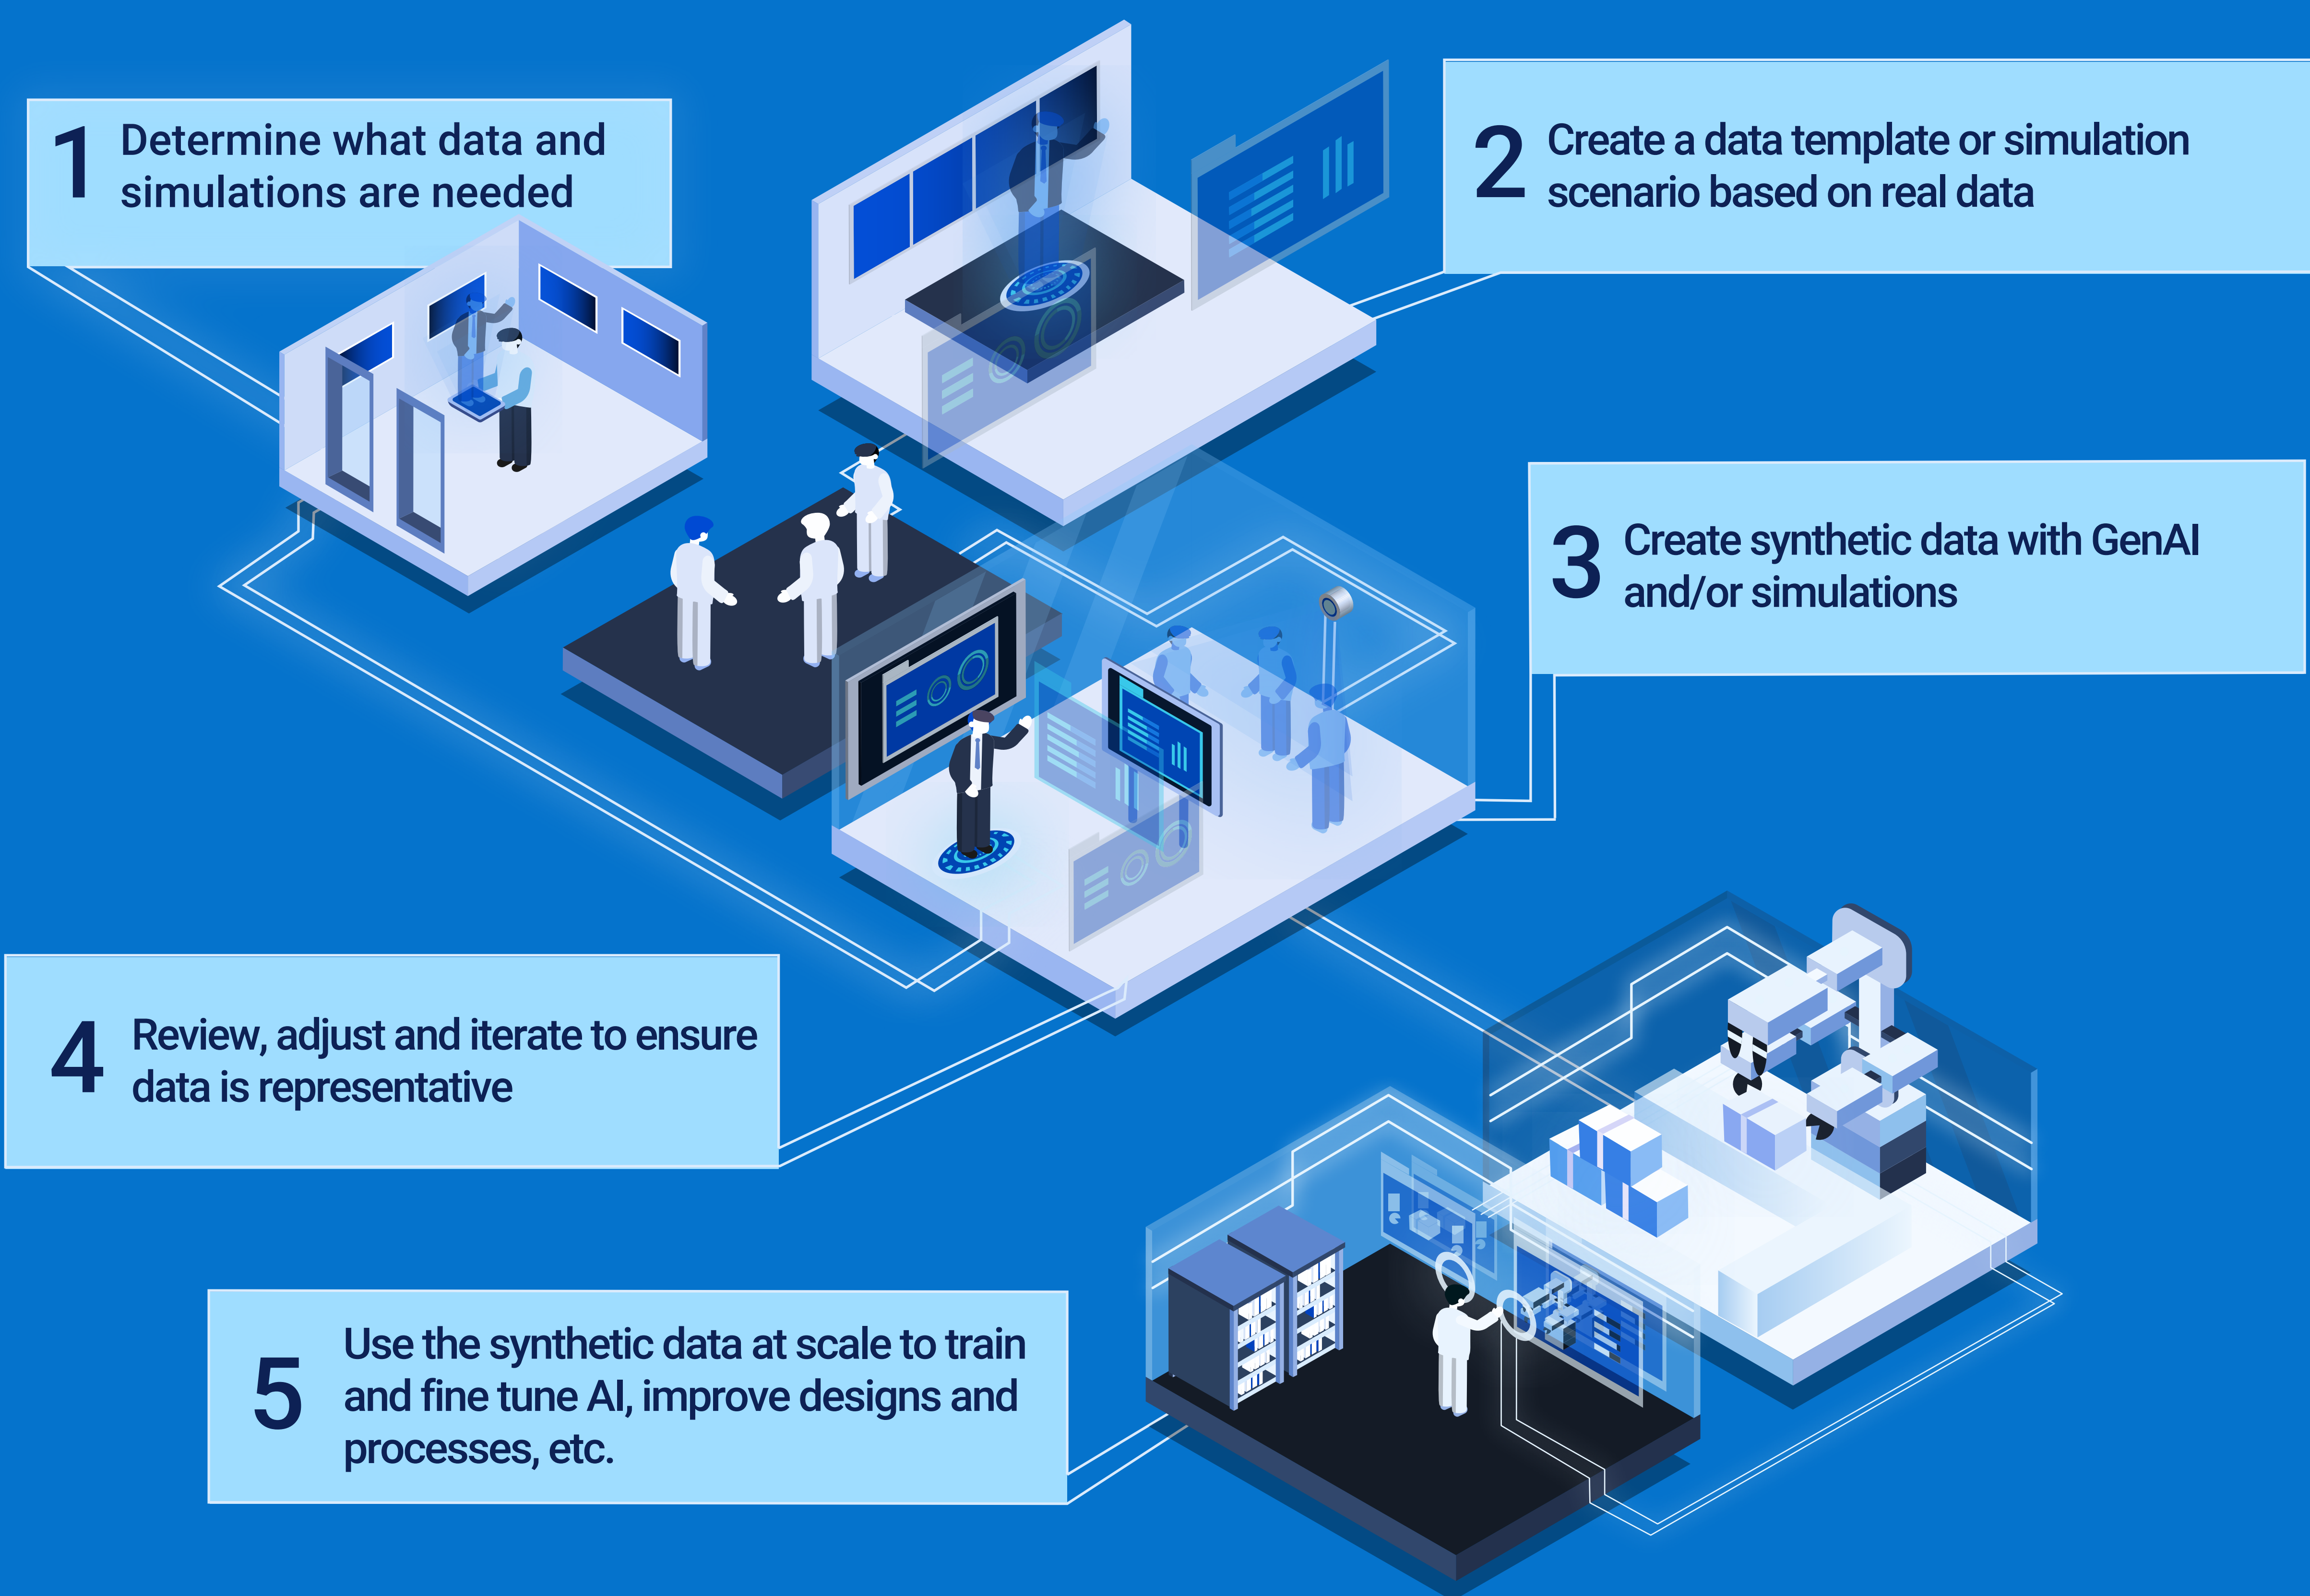 1
Determine what data and
simulations are needed
2
Create a data template or simulation
scenario based on real data
3
Create synthetic data with GenAI
and/or simulations
4
Review, adjust and iterate to ensure
data is representative
5
Use the synthetic data at scale to train
and fine tune AI, improve designs and
processes, etc.